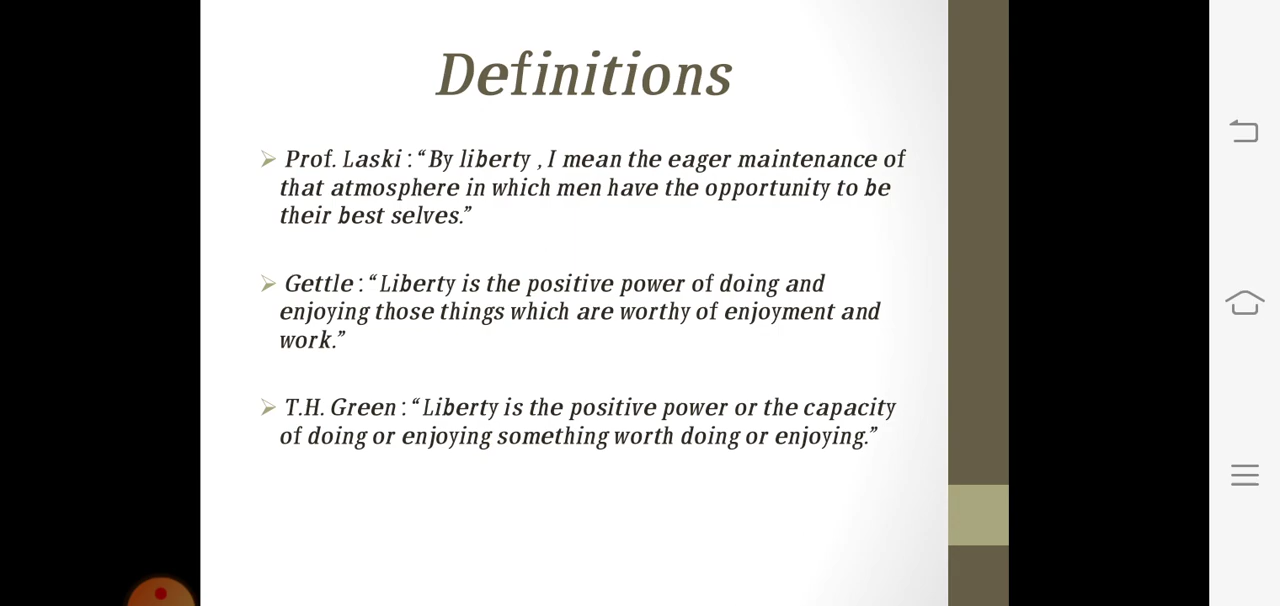 Definitions
Prof. Laski : “ By liberty , I mean the eager maintenance of
that atmosphere in which men have the opportunity to be
their best selves.”
Gettle : “ Liberty is the positive power of doing and
enjoying those things which are worthy of enjoyment and
work.”
T.H. Green : “ Liberty is the positive power or the capacity
of doing or enjoying something worth doing or enjoying.”